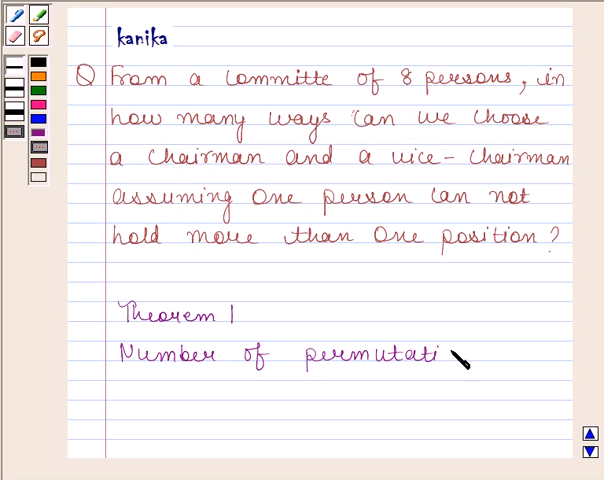 kanika
Q From a committe of 8 persons, in
how many ways can we choose
a chairman and a vice-chairman
assuming one person can not
hold more than one position?
Theorem 1
Number of permutati